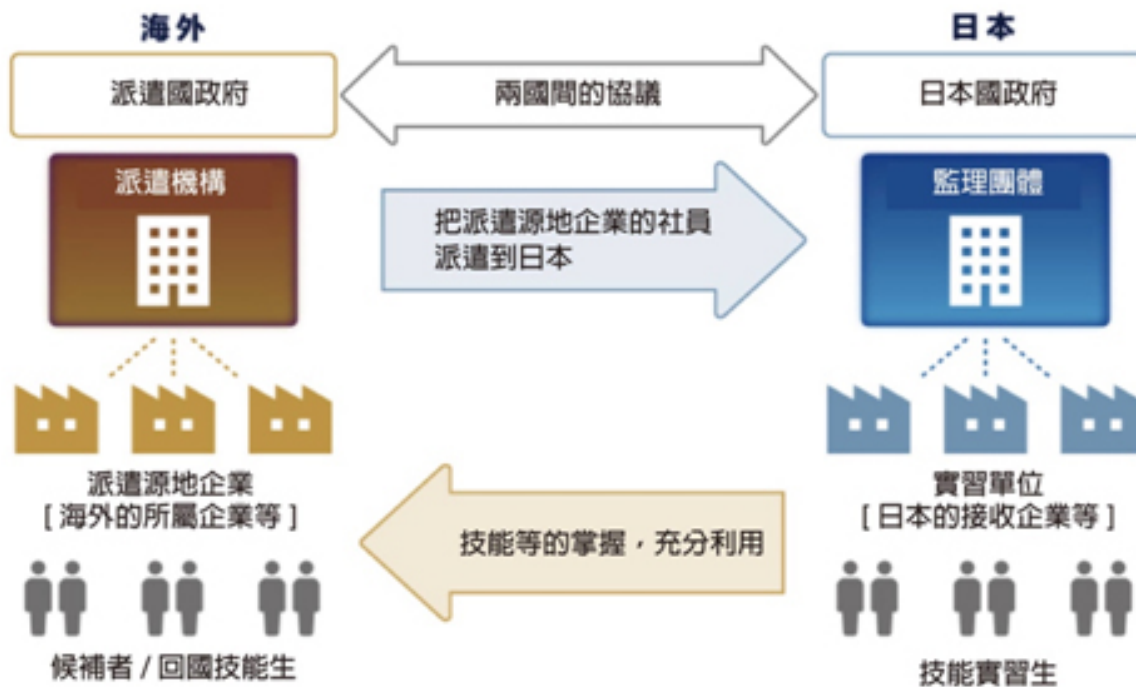 海外
日本
派遣國政府
兩國間的協議
日本國政府
派遣機構
監理團體
把派遣源地企業的社員
派遣到日本
派遣源地企業
[ 海外的所屬企業等 ]
實習單位
[ 日本的接收企業等 ]
技能等的掌握，充分利用
候補者 / 回國技能生
技能實習生